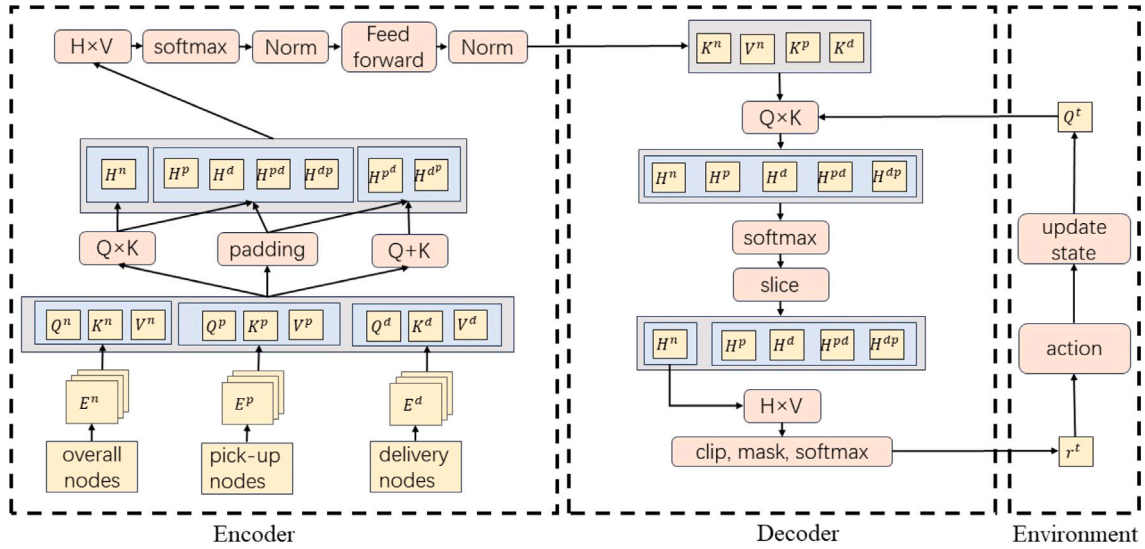 H×V softmax Norm Feed forward Norm
Hⁿ Hᵖ Hᵈ Hᵖᵈ Hᵈᵖ Hᵖᵈ Hᵈᵖ
Q×K padding Q+K
Qⁿ Kⁿ Vⁿ Qᵖ Kᵖ Vᵖ Qᵈ Kᵈ Vᵈ
Eⁿ Eᵖ Eᵈ
overall nodes
pick-up nodes
delivery nodes
Encoder
Kⁿ Vⁿ Kᵖ Kᵈ
Q×K
Hⁿ Hᵖ Hᵈ Hᵖᵈ Hᵈᵖ
softmax
slice
Hⁿ Hᵖ Hᵈ Hᵖᵈ Hᵈᵖ
H×V
clip, mask, softmax
Decoder
Qᵗ
update
state
action
rᵗ
Environment